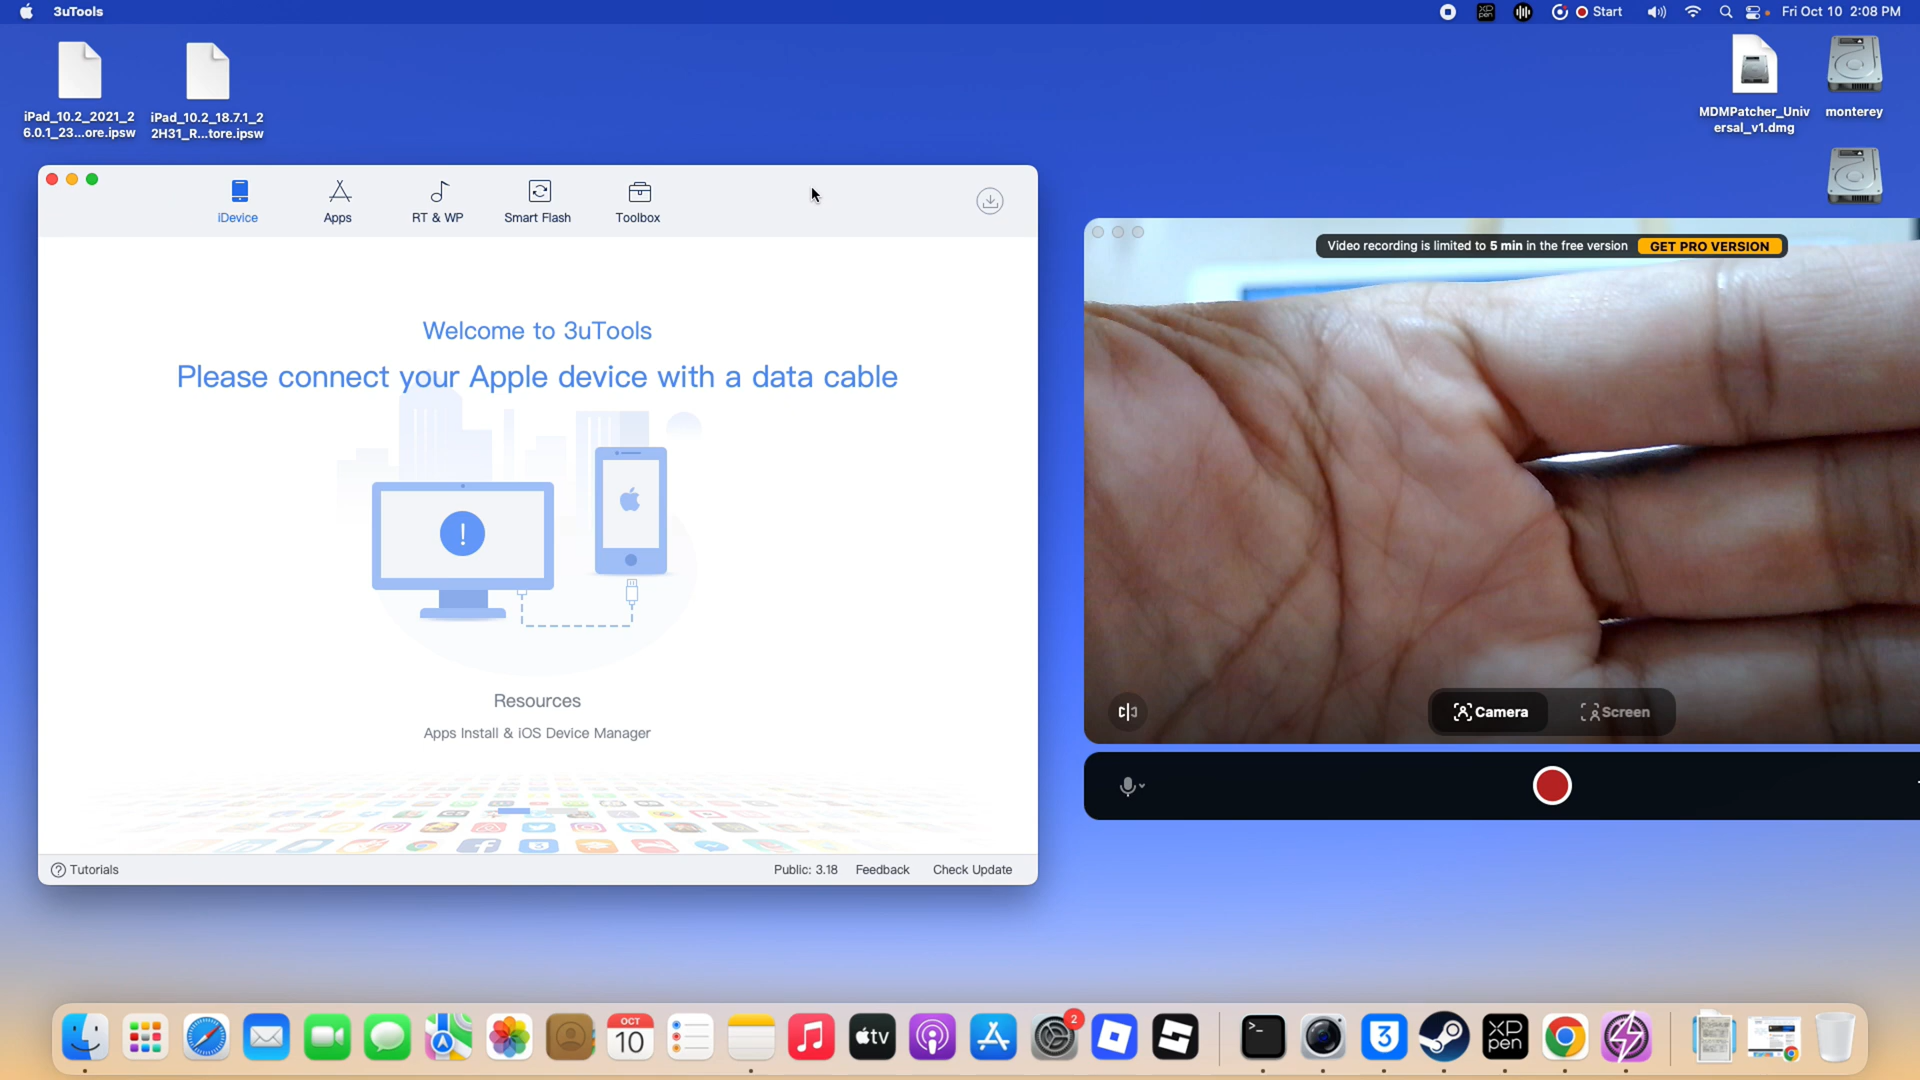 3uTools
Start
Fri Oct 10 2:08 PM
iPad_10.2_2021_2
6.0.1_23...ore.ipsw
iPad_10.2_18.7.1_2
2H31_R...tore.ipsw
MDMPatcher_Univ
ersal_v1.dmg
monterey
iDevice
Apps
RT & WP
Smart Flash
Toolbox
Video recording is limited to 5 min in the free version
GET PRO VERSION
Welcome to 3uTools
Please connect your Apple device with a data cable
!
Resources
Apps Install & iOS Device Manager
Camera
Screen
? Tutorials
Public: 3.18
Feedback
Check Update
OCT
10
tv
2
>_
3
XP
pen